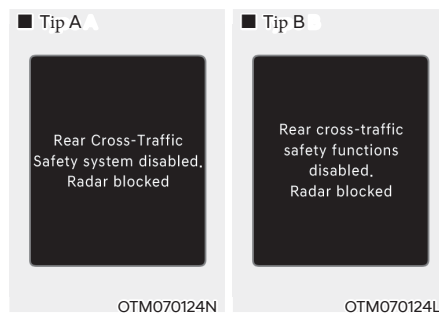 ■ Tip A
Rear Cross-Traffic
Safety system disabled.
Radar blocked
OTM070124N
■ Tip B
Rear cross-traffic
safety functions
disabled.
Radar blocked
OTM070124L